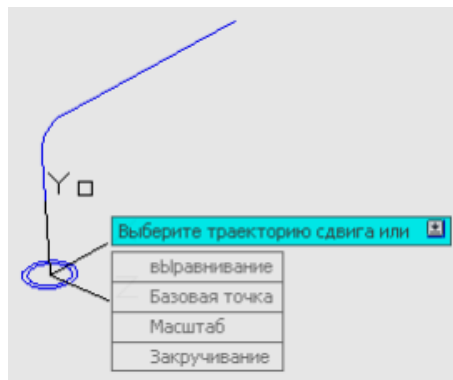 Y
Выберите траекторию сдвига или
вЫравнивание
Z
Базовая точка
Масштаб
Закручивание